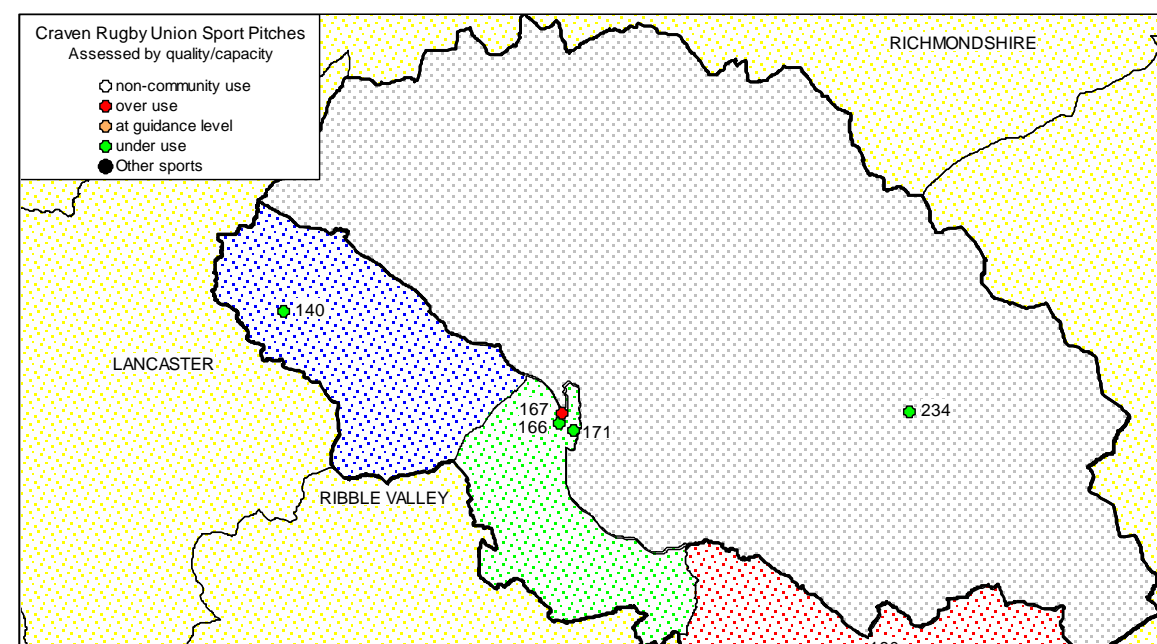 Craven Rugby Union Sport Pitches
Assessed by quality/capacity
non-community use
over use
at guidance level
under use
Other sports
RICHMONDSHIRE
140
LANCASTER
167
166
171
234
RIBBLE VALLEY